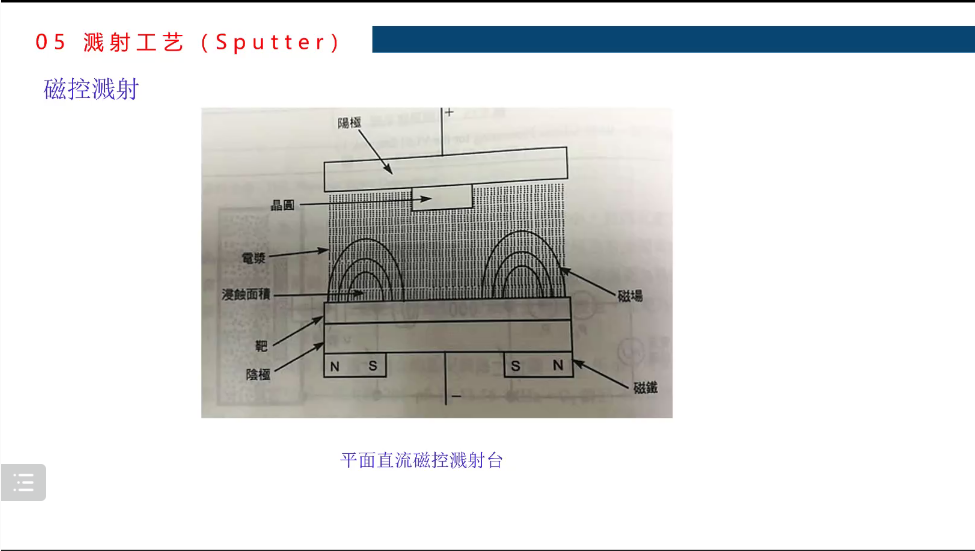 05 溅射工艺 (Sputter)
磁控溅射
+
陽極
晶圓
電漿
浸蝕面積
磁場
靶
陰極
N S
S N
磁鐵
−
平面直流磁控溅射台